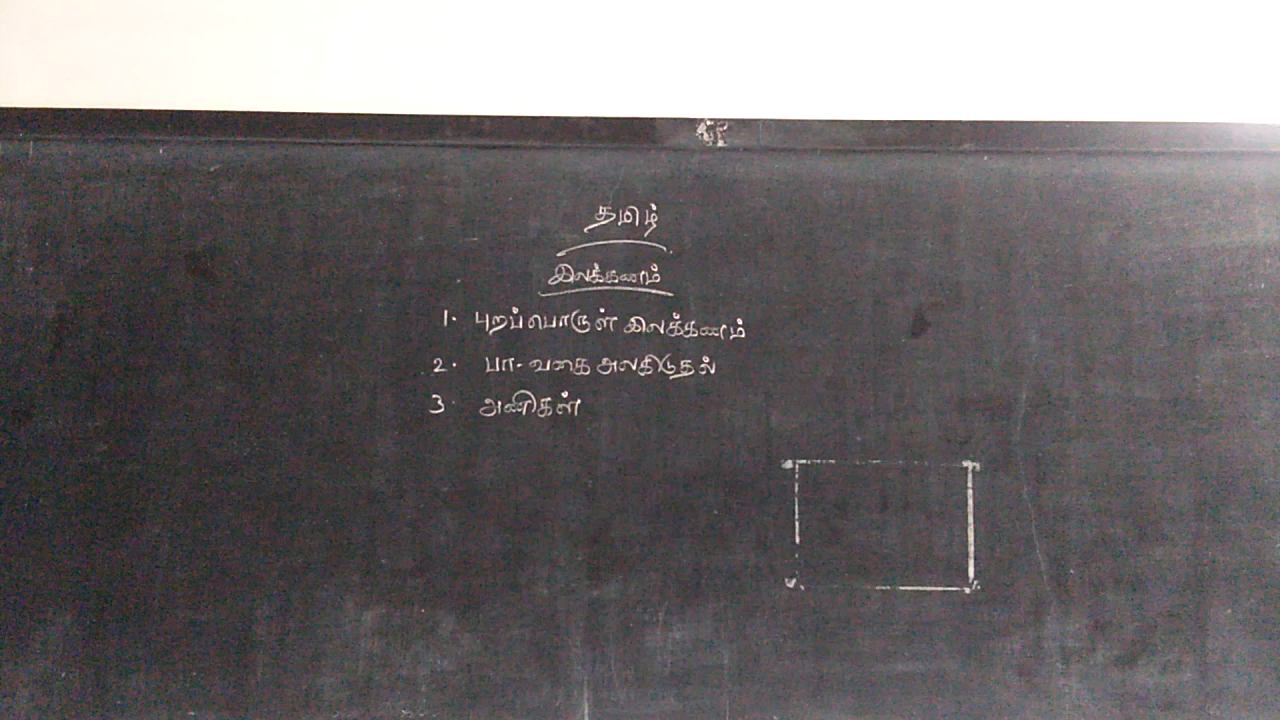 தமிழ்
இலக்கணம்
1. புறப்பொருள் இலக்கணம்
2. பா- வகை அலகிடுதல்
3. அணிகள்